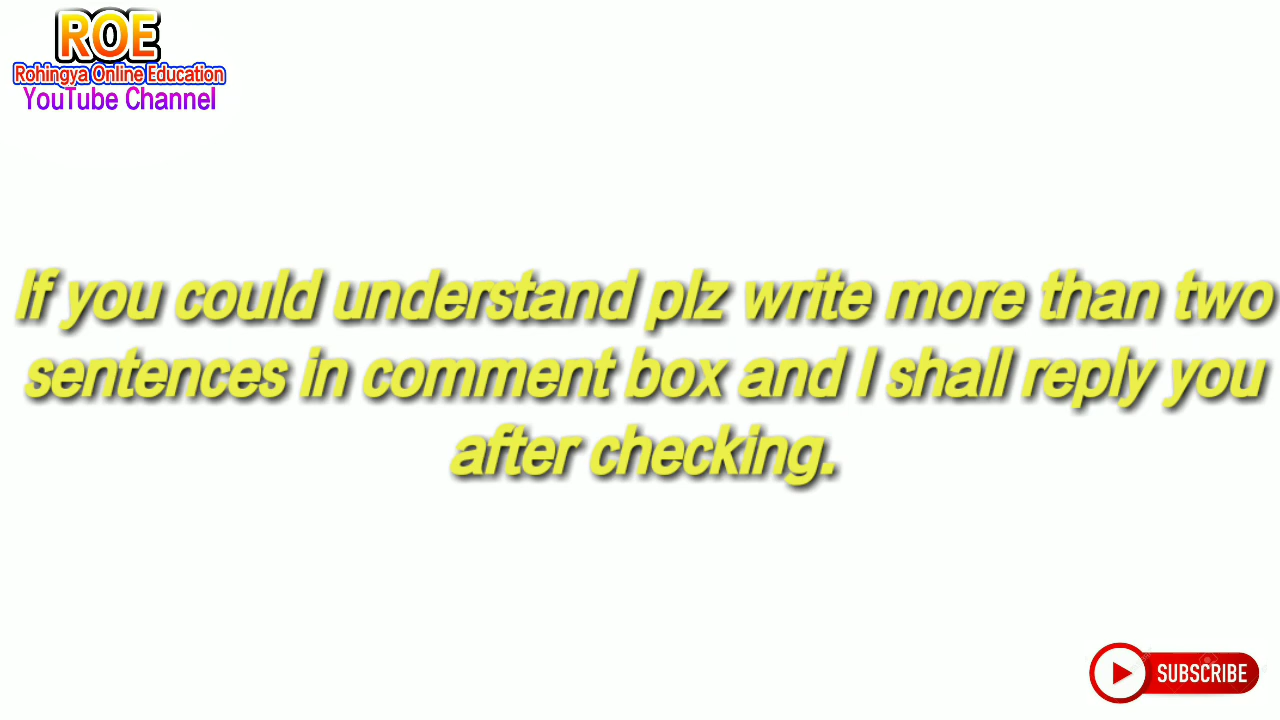 ROE
Rohingya Online Education
YouTube Channel
If you could understand plz write more than two
sentences in comment box and I shall reply you
after checking.
SUBSCRIBE